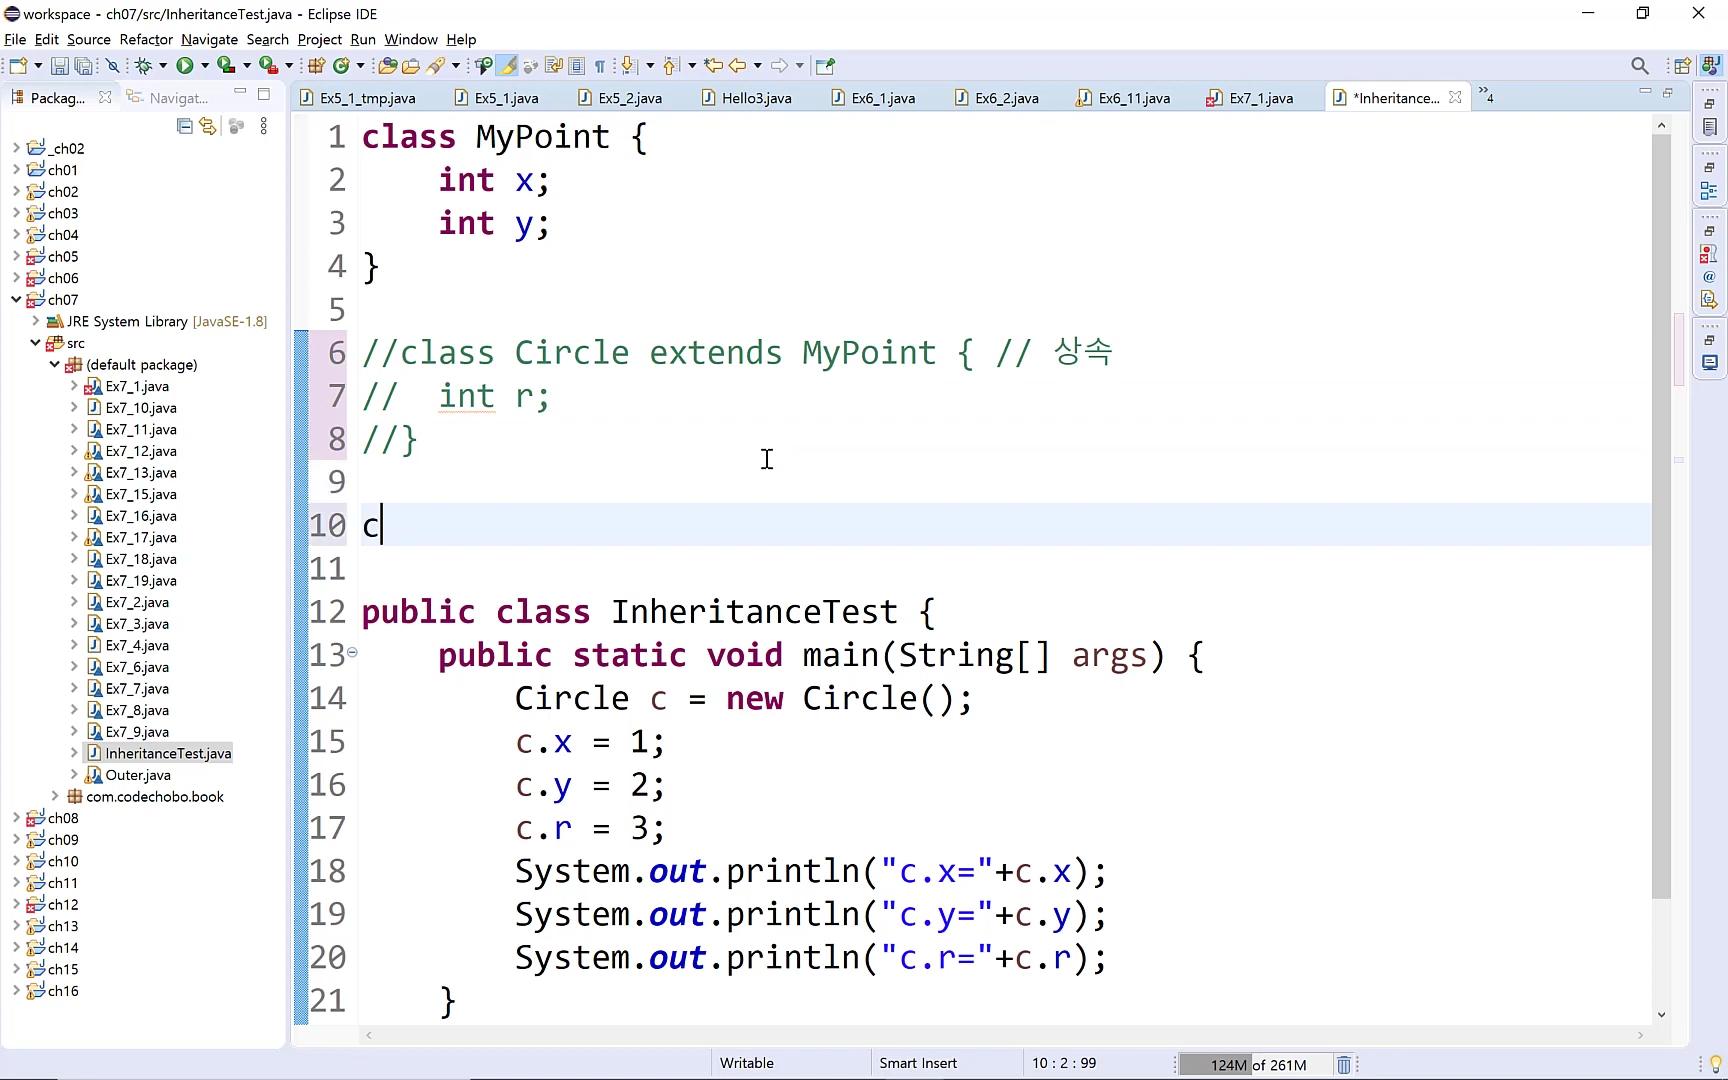 workspace - ch07/src/InheritanceTest.java - Eclipse IDE
File Edit Source Refactor Navigate Search Project Run Window Help
Packag... Navigat...
Ex5_1_tmp.java Ex5_1.java Ex5_2.java Hello3.java Ex6_1.java Ex6_2.java Ex6_11.java Ex7_1.java *Inheritance... »4
_ch02
ch01
ch02
ch03
ch04
ch05
ch06
ch07
JRE System Library [JavaSE-1.8]
src
(default package)
Ex7_1.java
Ex7_10.java
Ex7_11.java
Ex7_12.java
Ex7_13.java
Ex7_15.java
Ex7_16.java
Ex7_17.java
Ex7_18.java
Ex7_19.java
Ex7_2.java
Ex7_3.java
Ex7_4.java
Ex7_6.java
Ex7_7.java
Ex7_8.java
Ex7_9.java
InheritanceTest.java
Outer.java
com.codechobo.book
ch08
ch09
ch10
ch11
ch12
ch13
ch14
ch15
ch16
1 class MyPoint {
2 int x;
3 int y;
4 }
5
6 //class Circle extends MyPoint { // 상속
7 // int r;
8 //}
9
10 c
11
12 public class InheritanceTest {
13 public static void main(String[] args) {
14 Circle c = new Circle();
15 c.x = 1;
16 c.y = 2;
17 c.r = 3;
18 System.out.println("c.x="+c.x);
19 System.out.println("c.y="+c.y);
20 System.out.println("c.r="+c.r);
21 }
Writable Smart Insert 10 : 2 : 99 124M of 261M